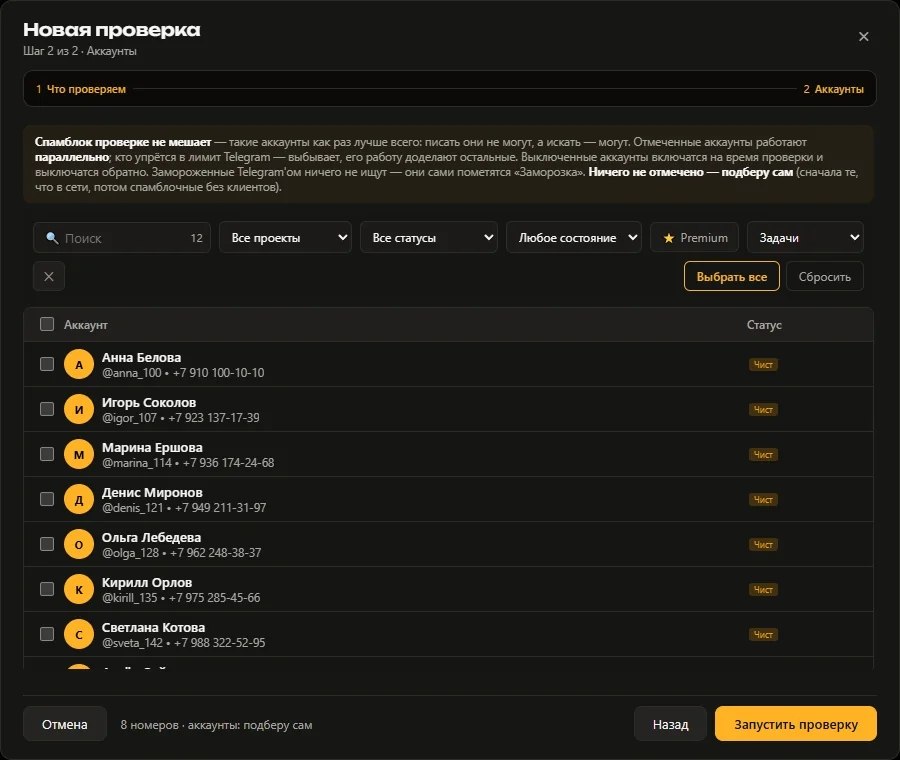 Новая проверка
Шаг 2 из 2 · Аккаунты
1 Что проверяем
2 Аккаунты
Спамблок проверке не мешает — такие аккаунты как раз лучше всего: писать они не могут, а искать — могут. Отмеченные аккаунты работают
параллельно; кто упрётся в лимит Telegram — выбывает, его работу доделают остальные. Выключенные аккаунты включатся на время проверки и
выключатся обратно. Замороженные Telegram'ом ничего не ищут — они сами пометятся «Заморозка». Ничего не отмечено — подберу сам (сначала те,
что в сети, потом спамблочные без клиентов).
Поиск 12 Все проекты Все статусы Любое состояние Premium Задачи
Выбрать все Сбросить
Аккаунт Статус
А Анна Белова
@anna_100 • +7 910 100-10-10
Чист
И Игорь Соколов
@igor_107 • +7 923 137-17-39
Чист
М Марина Ершова
@marina_114 • +7 936 174-24-68
Чист
Д Денис Миронов
@denis_121 • +7 949 211-31-97
Чист
О Ольга Лебедева
@olga_128 • +7 962 248-38-37
Чист
К Кирилл Орлов
@kirill_135 • +7 975 285-45-66
Чист
С Светлана Котова
@sveta_142 • +7 988 322-52-95
Чист
Отмена 8 номеров · аккаунты: подберу сам Назад Запустить проверку